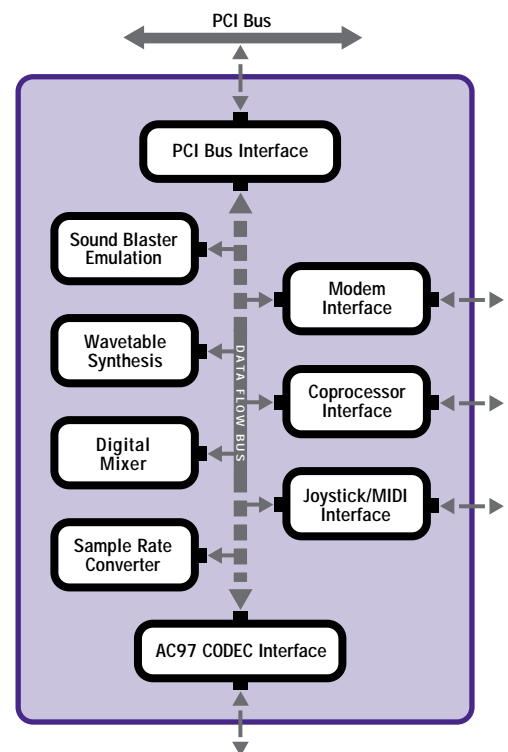 PCI Bus
PCI Bus Interface
Sound Blaster
Emulation
Modem
Interface
Wavetable
Synthesis
DATA FLOW BUS
Coprocessor
Interface
Digital
Mixer
Joystick/MIDI
Interface
Sample Rate
Converter
AC97 CODEC Interface